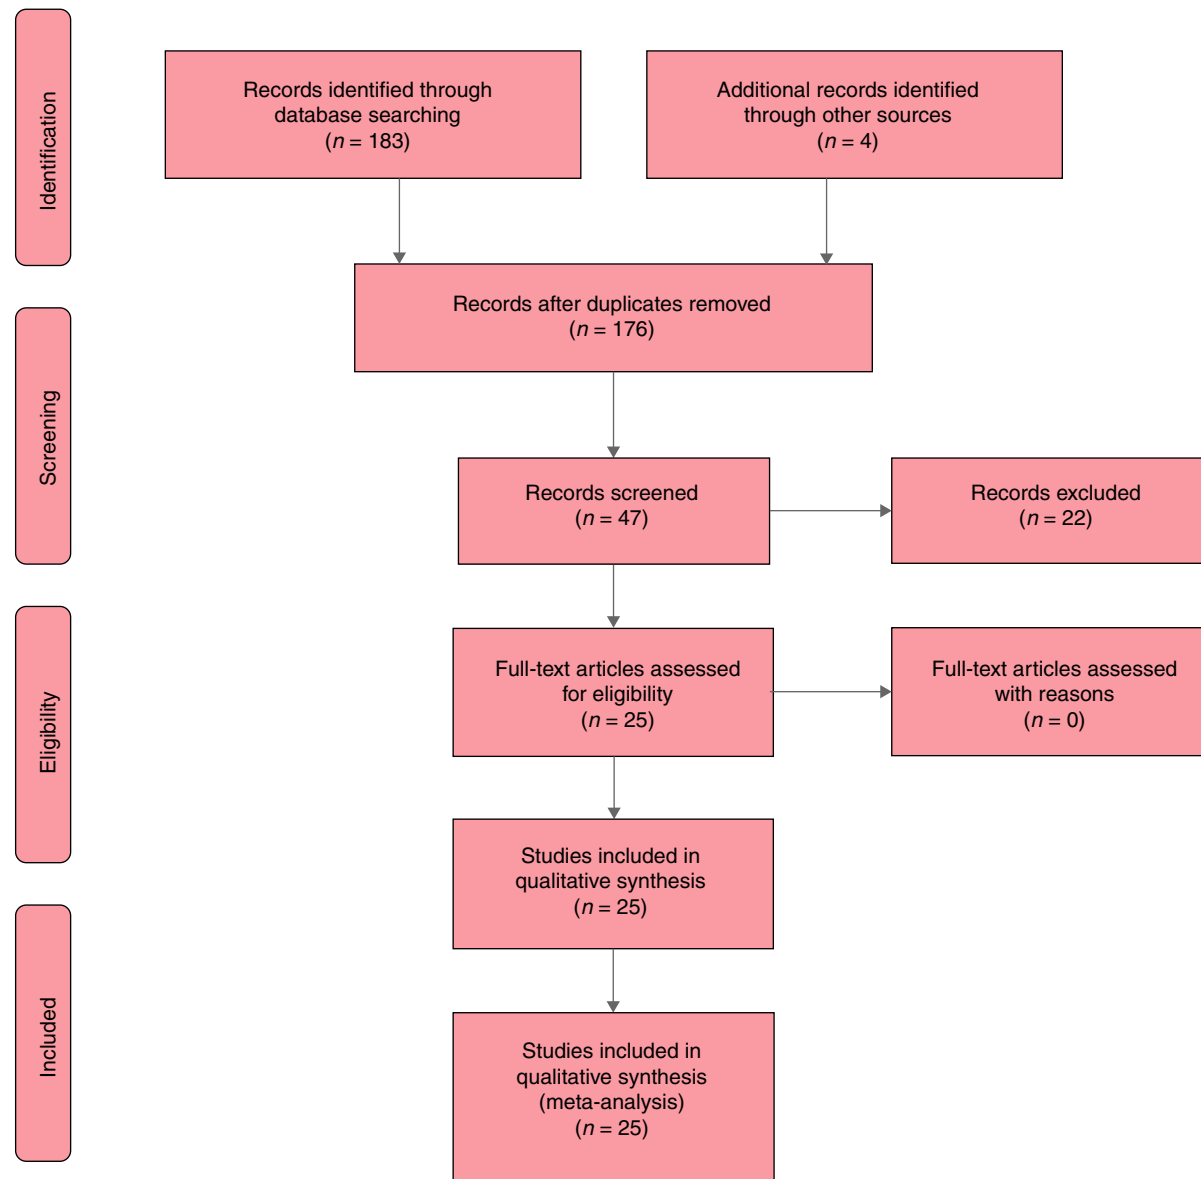 Identification
Records identified through
database searching
(n = 183)
Additional records identified
through other sources
(n = 4)
Records after duplicates removed
(n = 176)
Screening
Records screened
(n = 47)
Records excluded
(n = 22)
Eligibility
Full-text articles assessed
for eligibility
(n = 25)
Full-text articles assessed
with reasons
(n = 0)
Studies included in
qualitative synthesis
(n = 25)
Included
Studies included in
qualitative synthesis
(meta-analysis)
(n = 25)